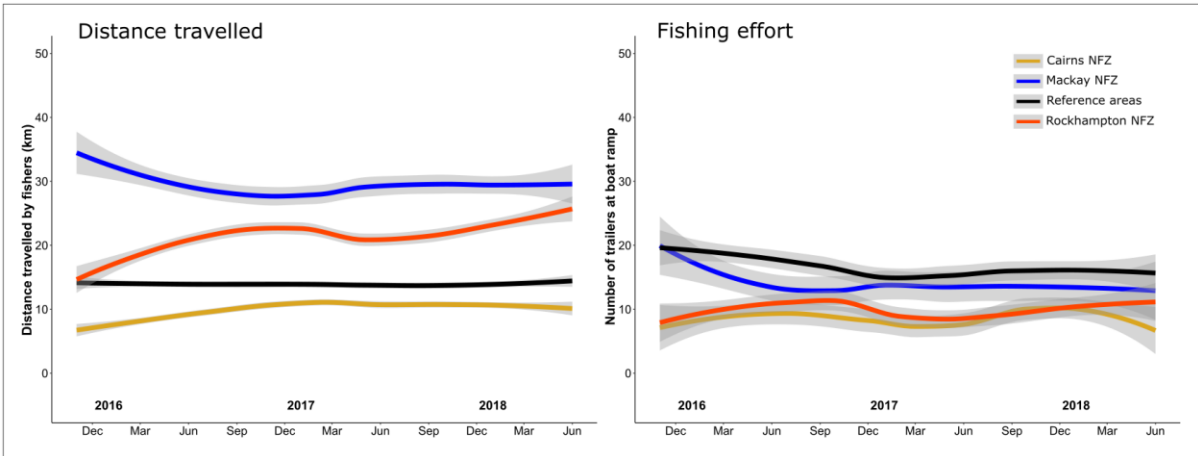 Distance travelled
Distance travelled by fishers (km)
50
40
30
20
10
0
2016 2017 2018
Dec Mar Jun Sep Dec Mar Jun Sep Dec Mar Jun
Fishing effort
Cairns NFZ
Mackay NFZ
Reference areas
Rockhampton NFZ
Number of trailers at boat ramp
50
40
30
20
10
0
2016 2017 2018
Dec Mar Jun Sep Dec Mar Jun Sep Dec Mar Jun